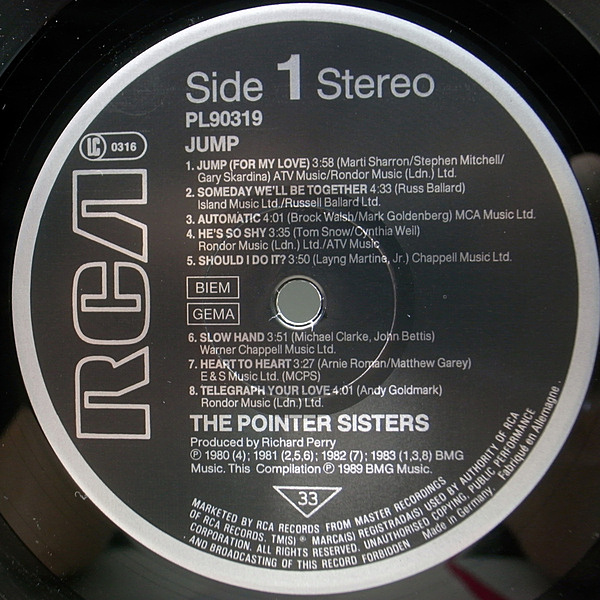 Side 1 Stereo
PL90319
JUMP
LC 0316
1. JUMP (FOR MY LOVE) 3:58 (Marti Sharron/Stephen Mitchell/
Gary Skardina) ATV Music/Rondor Music (Ldn.) Ltd.
2. SOMEDAY WE'LL BE TOGETHER 4:33 (Russ Ballard)
Island Music Ltd./Russell Ballard Ltd.
3. AUTOMATIC 4:01 (Brock Walsh/Mark Goldenberg) MCA Music Ltd.
4. HE'S SO SHY 3:35 (Tom Snow/Cynthia Weil)
Rondor Music (Ldn.) Ltd./ATV Music
5. SHOULD I DO IT? 3:50 (Layng Martine, Jr.) Chappell Music Ltd.
BIEM
GEMA
6. SLOW HAND 3:51 (Michael Clarke, John Bettis)
Warner Chappell Music Ltd.
7. HEART TO HEART 3:27 (Arnie Roman/Matthew Garey)
E & S Music Ltd. (MCPS)
8. TELEGRAPH YOUR LOVE 4:01 (Andy Goldmark)
Rondor Music (Ldn.) Ltd.
THE POINTER SISTERS
Produced by Richard Perry
℗ 1980 (4); 1981 (2,5,6); 1982 (7); 1983 (1,3,8) BMG
Music. This Compilation ℗ 1989 BMG Music.
33
RCA
MARKETED BY RCA RECORDS FROM MASTER RECORDINGS
OF RCA RECORDS. TM(S) ® MARCA(S) REGISTRADA(S) USED BY AUTHORITY OF RCA
CORPORATION. ALL RIGHTS RESERVED. UNAUTHORISED COPYING, PUBLIC PERFORMANCE
AND BROADCASTING OF THIS RECORD FORBIDDEN Made in Germany. Fabriqué en Allemagne.